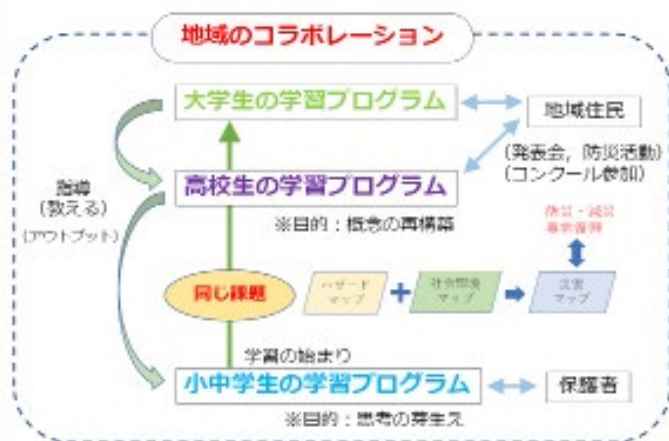 地域のコラボレーション
大学生の学習プログラム
地域住民
(発表会, 防災活動)
(コンクール参加)
指導
(教える)
(アウトプット)
高校生の学習プログラム
※目的：概念の再構築
防災・減災
同じ課題
ハザード
マップ
社会環境
マップ
災害
マップ
学習の始まり
小中学生の学習プログラム
保護者
※目的：思考の芽生え